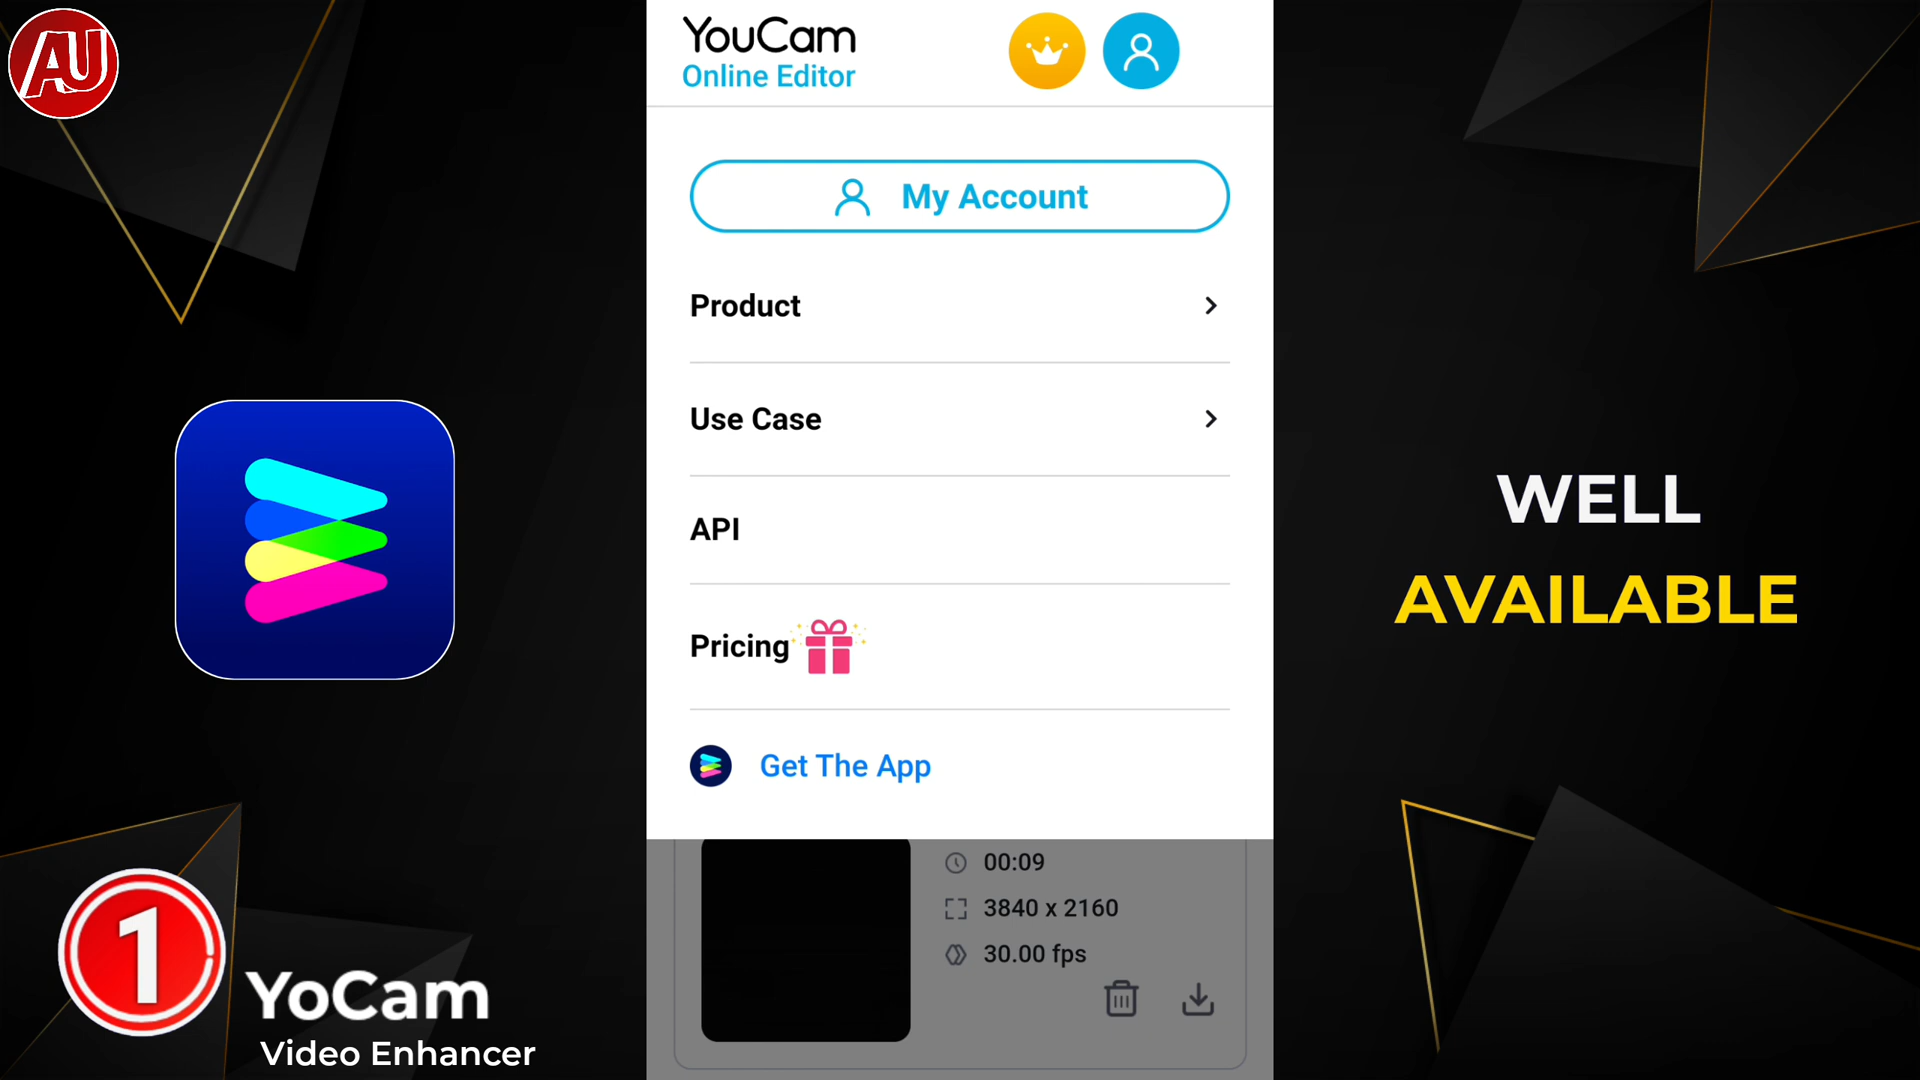 AU
YouCam
Online Editor
My Account
Product
Use Case
API
Pricing
Get The App
00:09
3840 x 2160
30.00 fps
WELL
AVAILABLE
1
YoCam
Video Enhancer